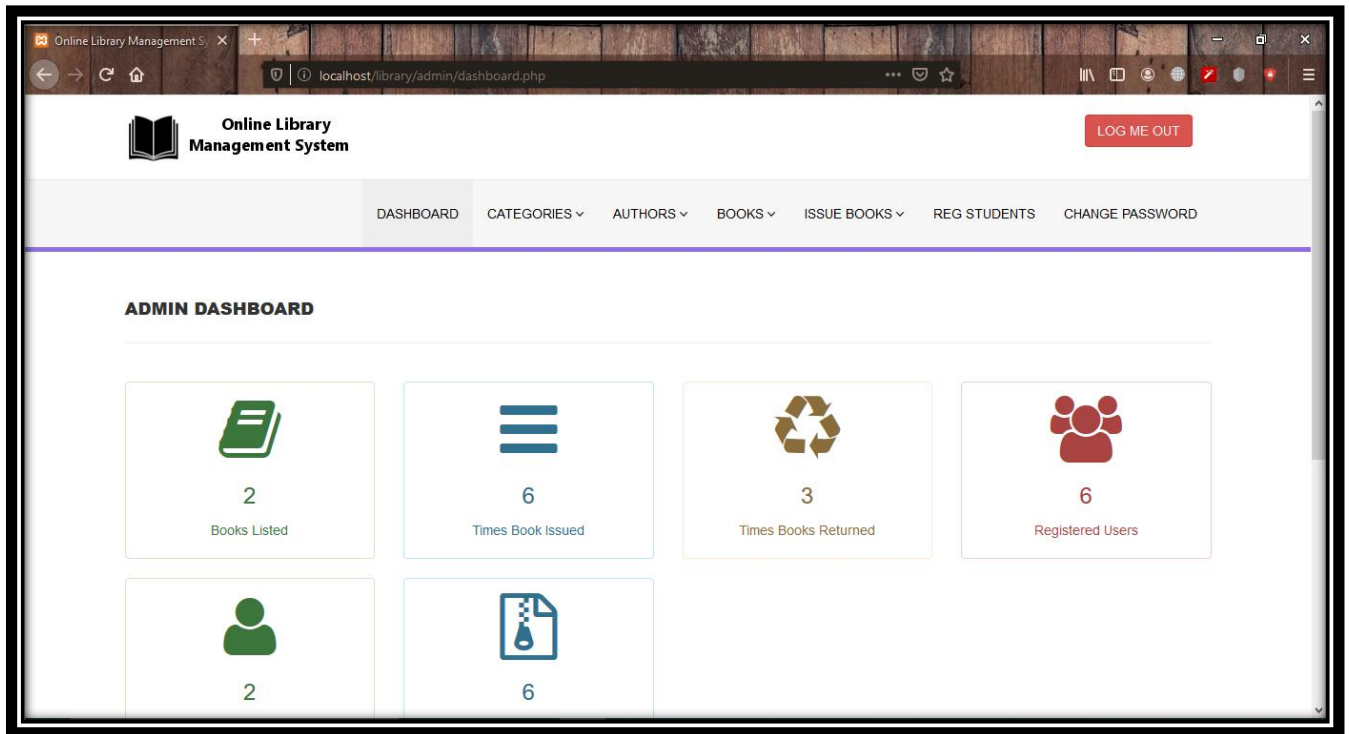 Online Library Management Sy
localhost/library/admin/dashboard.php
Online Library
Management System
LOG ME OUT
DASHBOARD CATEGORIES AUTHORS BOOKS ISSUE BOOKS REG STUDENTS CHANGE PASSWORD
ADMIN DASHBOARD
2 6 3 6
Books Listed Times Book Issued Times Books Returned Registered Users
2 6